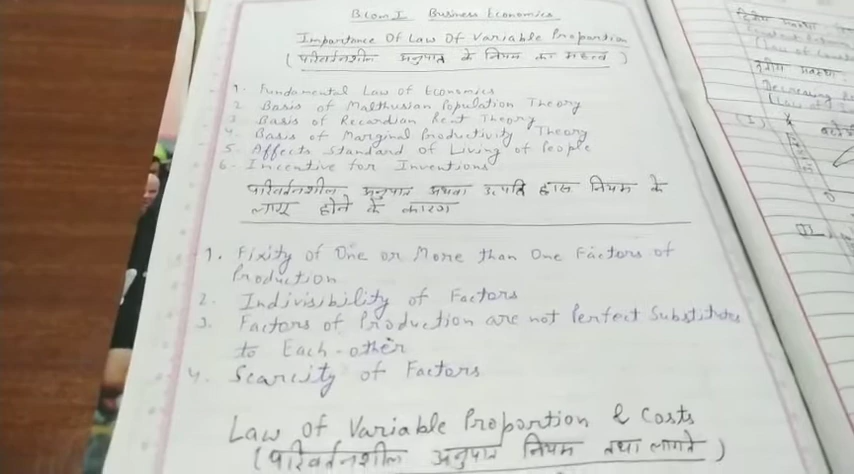 B.Com I Business Economics
Importance Of Law Of Variable Proportion
(परिवर्तनशील अनुपात के नियम का महत्व)
1. Fundamental Law of Economics
2 Basis of Malthusian Population Theory
3 Basis of Recardian Rent Theory
4. Basis of Marginal Productivity Theory
5. Affects Standard of Living of People
6- Incentive for Inventions
परिवर्तनशील अनुपात अथवा उत्पत्ति ह्रास नियम के
लागू होने के कारण
1. Fixity of One or More than One Factors of
Production
2. Indivisibility of Factors
3. Factors of Production are not Perfect Substitutes
to Each-other
4. Scarcity of Factors
Law of Variable Proportion & Costs
(परिवर्तनशील अनुपात नियम तथा लागतें)
(I)